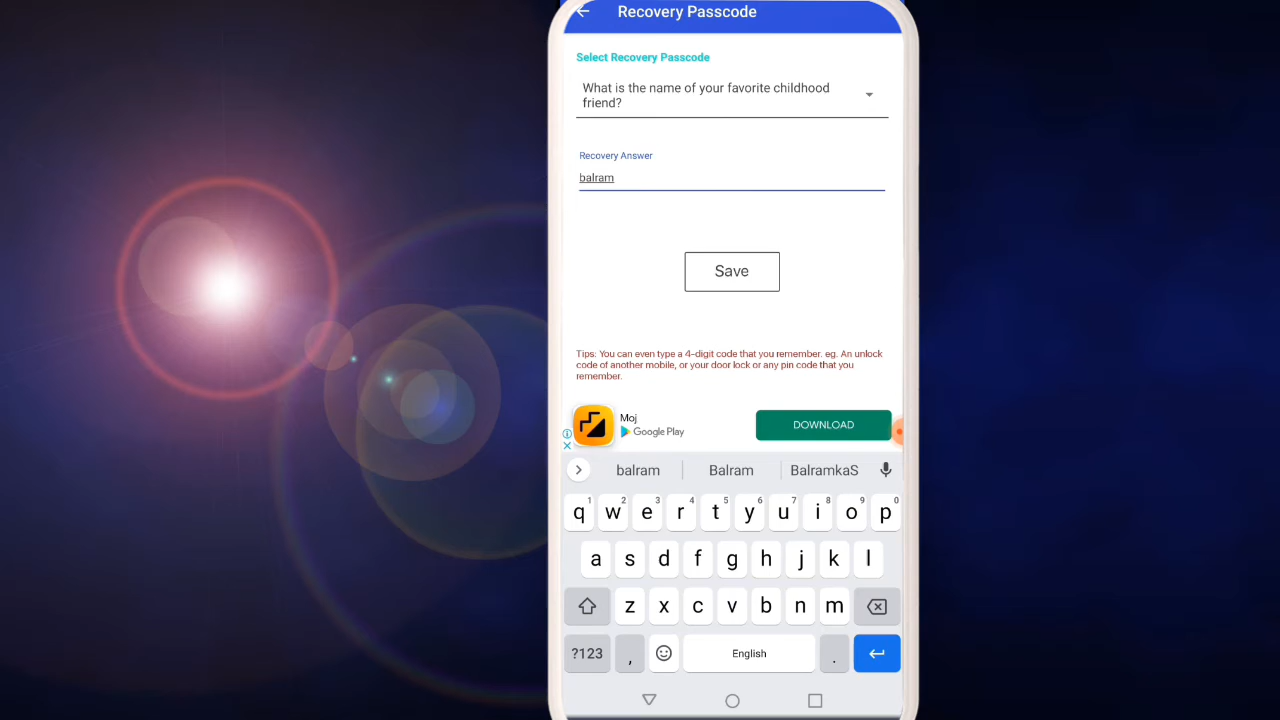 Recovery Passcode
Select Recovery Passcode
What is the name of your favorite childhood
friend?
Recovery Answer
balram
Save
Tips: You can even type a 4-digit code that you remember. eg. An unlock
code of another mobile, or your door lock or any pin code that you
remember.
Moj
Google Play
DOWNLOAD
balram Balram BalramkaS
1 2 3 4 5 6 7 8 9 0
q w e r t y u i o p
a s d f g h j k l
z x c v b n m
?123 , English .